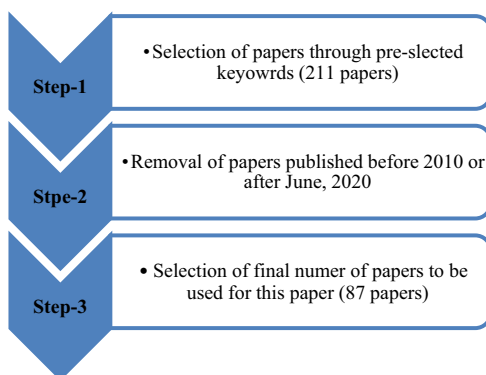 Step-1
•Selection of papers through pre-slected
keyowrds (211 papers)
Stpe-2
•Removal of papers published before 2010 or
after June, 2020
Step-3
• Selection of final numer of papers to be
used for this paper (87 papers)